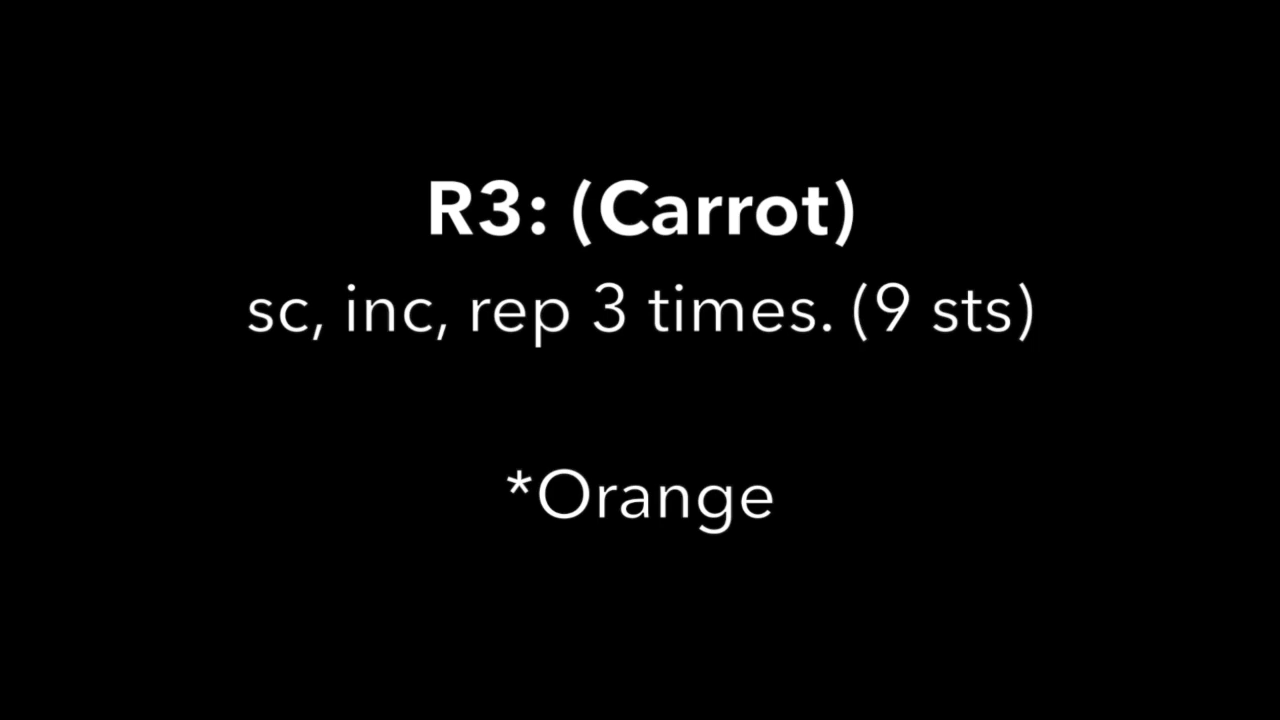 R3: (Carrot)
sc, inc, rep 3 times. (9 sts)
*Orange